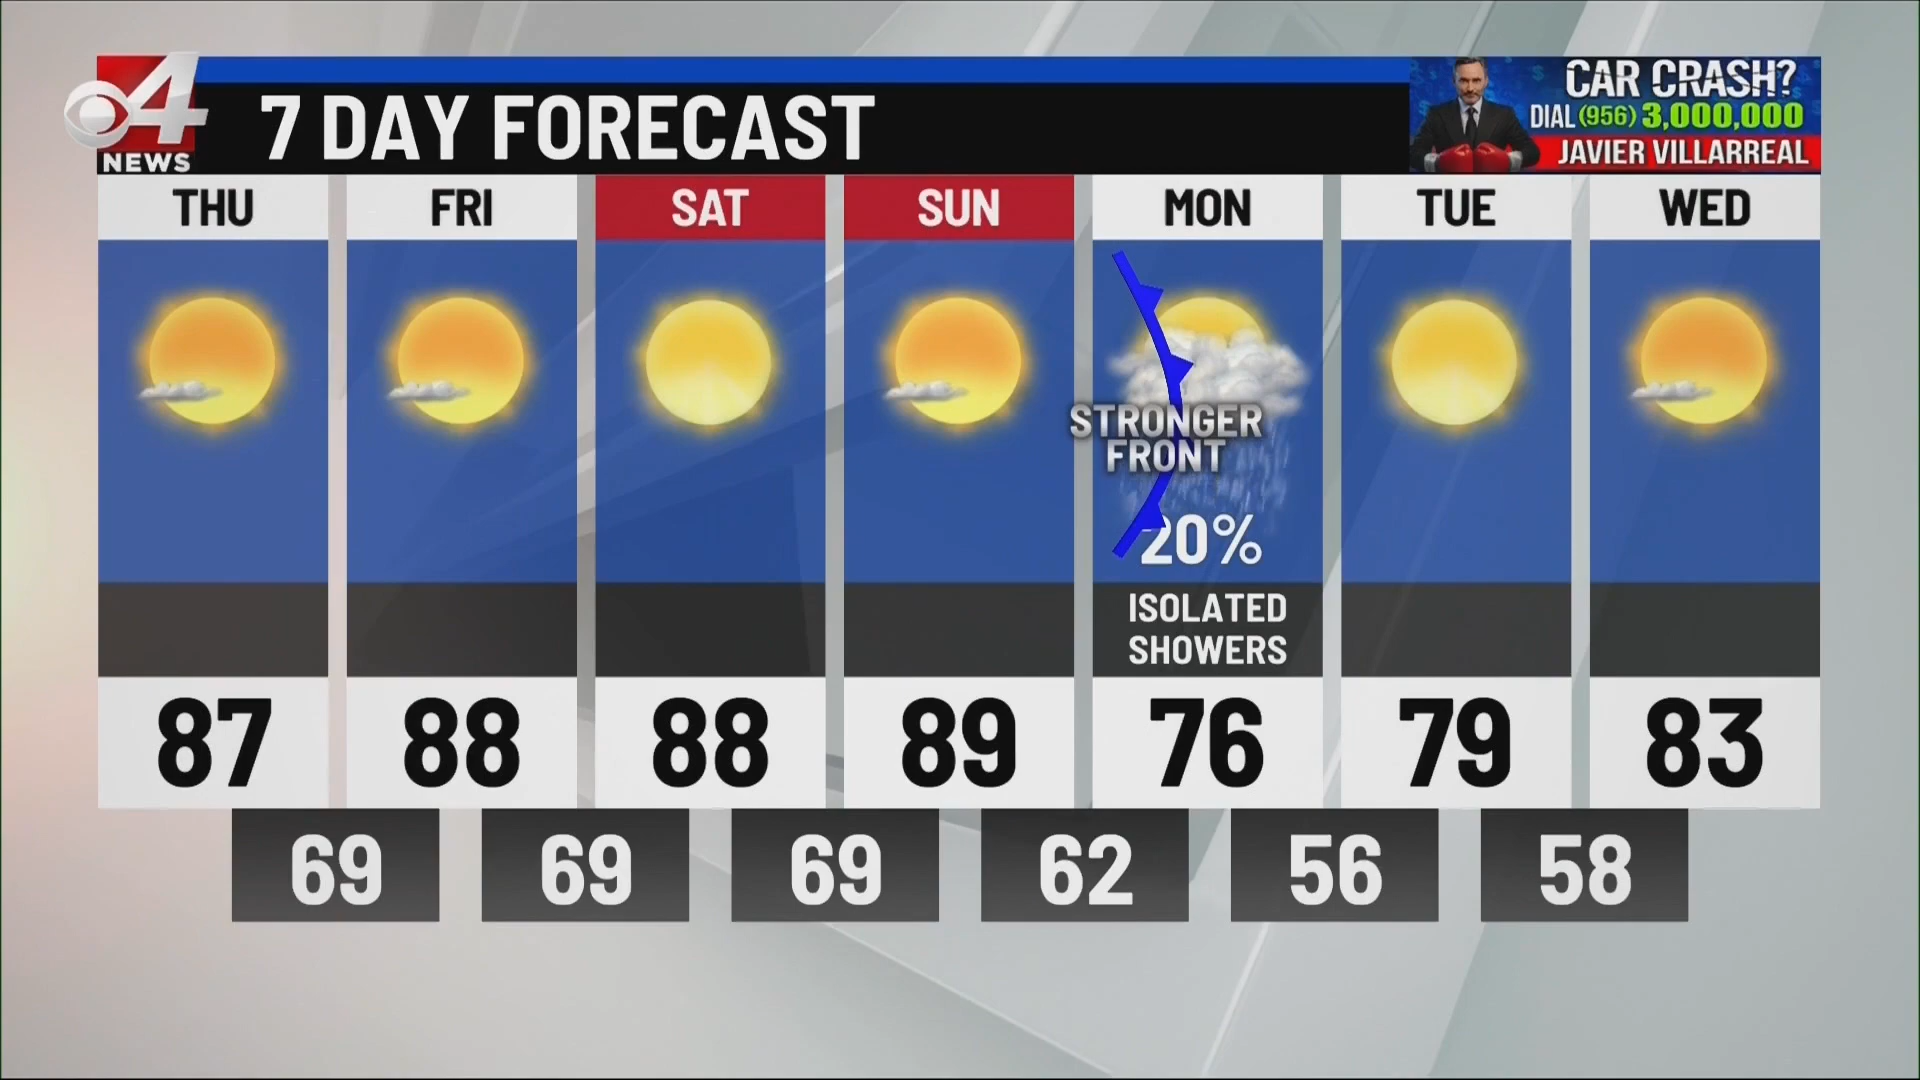 4
NEWS
7 DAY FORECAST
CAR CRASH?
DIAL (956) 3,000,000
JAVIER VILLARREAL
THU FRI SAT SUN MON TUE WED
STRONGER
FRONT
20%
ISOLATED
SHOWERS
87 88 88 89 76 79 83
69 69 69 62 56 58